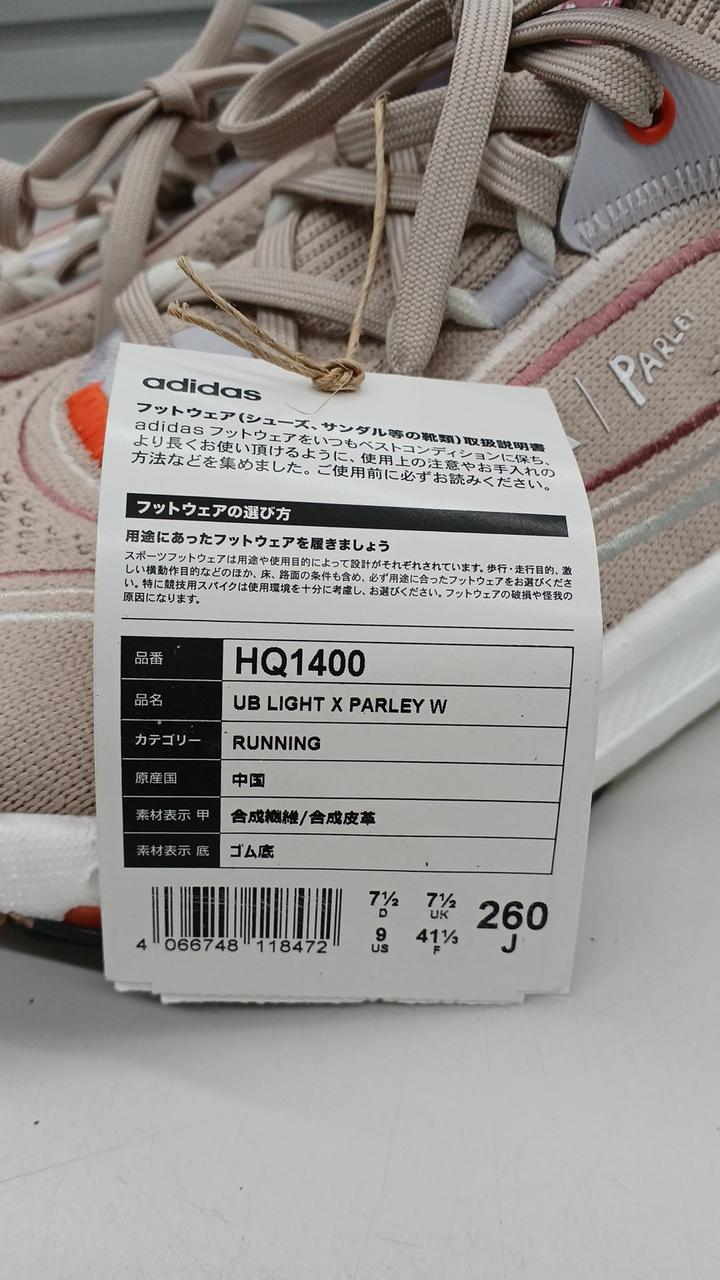 PARLEY
adidas
フットウェア(シューズ、サンダル等の靴類)取扱説明書
adidas フットウェアをいつもベストコンディションに保ち、
より長くお使い頂けるように、使用上の注意やお手入れの
方法などを集めました。ご使用前に必ずお読みください。
フットウェアの選び方
用途にあったフットウェアを履きましょう
スポーツフットウェアは用途や使用目的によって設計がそれぞれされています。歩行・走行目的、激
しい横動作目的などのほか、床、路面の条件も含め、必ず用途に合ったフットウェアをお選びくださ
い。特に競技用スパイクは使用環境を十分に考慮し、お選びください。フットウェアの破損や怪我の
原因になります。
品番 HQ1400
品名 UB LIGHT X PARLEY W
カテゴリー RUNNING
原産国 中国
素材表示 甲 合成繊維/合成皮革
素材表示 底 ゴム底
7½ D 7½ UK 260 J
9 US 41⅓ F
4 066748 118472